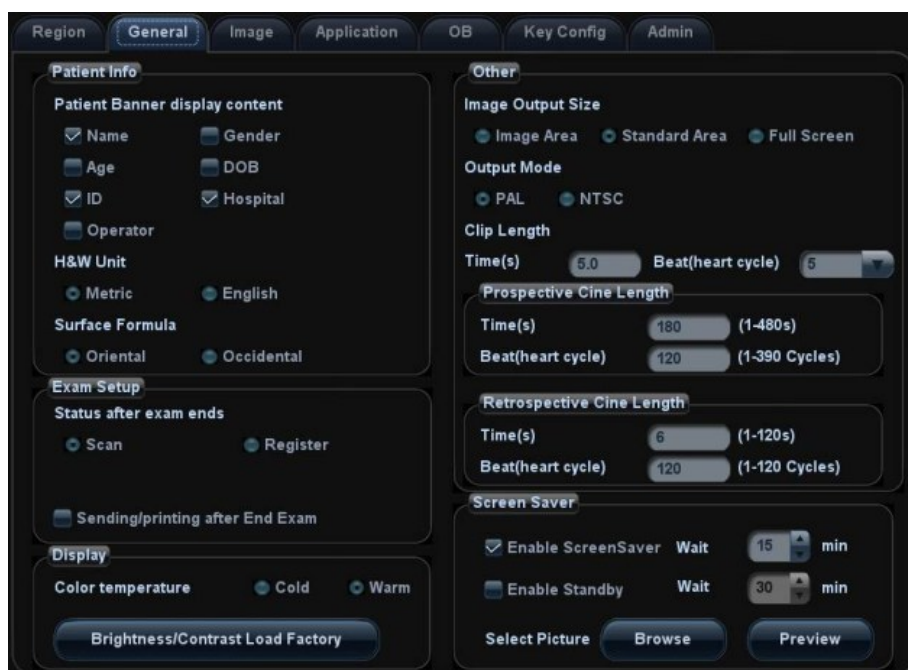 Region General Image Application OB Key Config Admin
Patient Info
Patient Banner display content
Name Gender
Age DOB
ID Hospital
Operator
H&W Unit
Metric English
Surface Formula
Oriental Occidental
Exam Setup
Status after exam ends
Scan Register
Sending/printing after End Exam
Display
Color temperature Cold Warm
Brightness/Contrast Load Factory
Other
Image Output Size
Image Area Standard Area Full Screen
Output Mode
PAL NTSC
Clip Length
Time(s) 5.0 Beat(heart cycle) 5
Prospective Cine Length
Time(s) 180 (1-480s)
Beat(heart cycle) 120 (1-390 Cycles)
Retrospective Cine Length
Time(s) 6 (1-120s)
Beat(heart cycle) 120 (1-120 Cycles)
Screen Saver
Enable ScreenSaver Wait 15 min
Enable Standby Wait 30 min
Select Picture Browse Preview